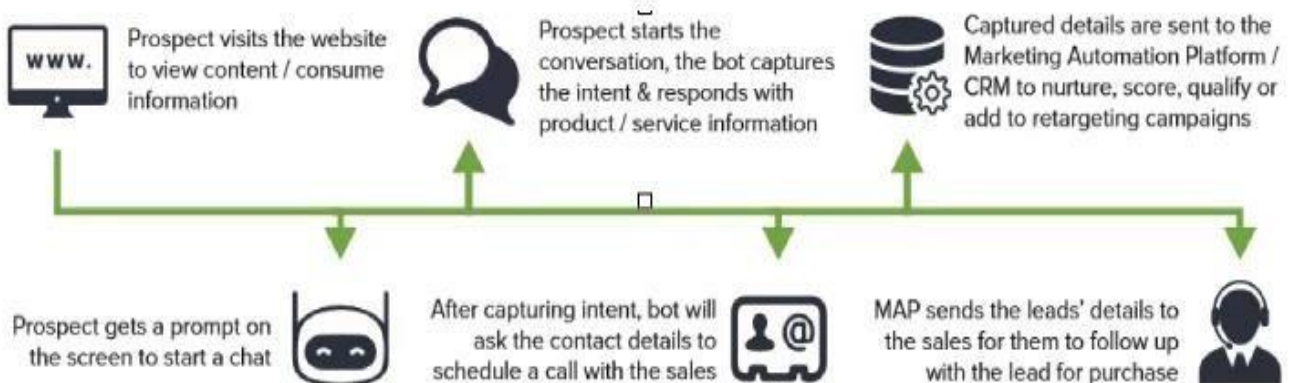 www.
Prospect visits the website
to view content / consume
information
Prospect gets a prompt on
the screen to start a chat
Prospect starts the
conversation, the bot captures
the intent & responds with
product / service information
After capturing intent, bot will
ask the contact details to
schedule a call with the sales
@
Captured details are sent to the
Marketing Automation Platform /
CRM to nurture, score, qualify or
add to retargeting campaigns
MAP sends the leads' details to
the sales for them to follow up
with the lead for purchase